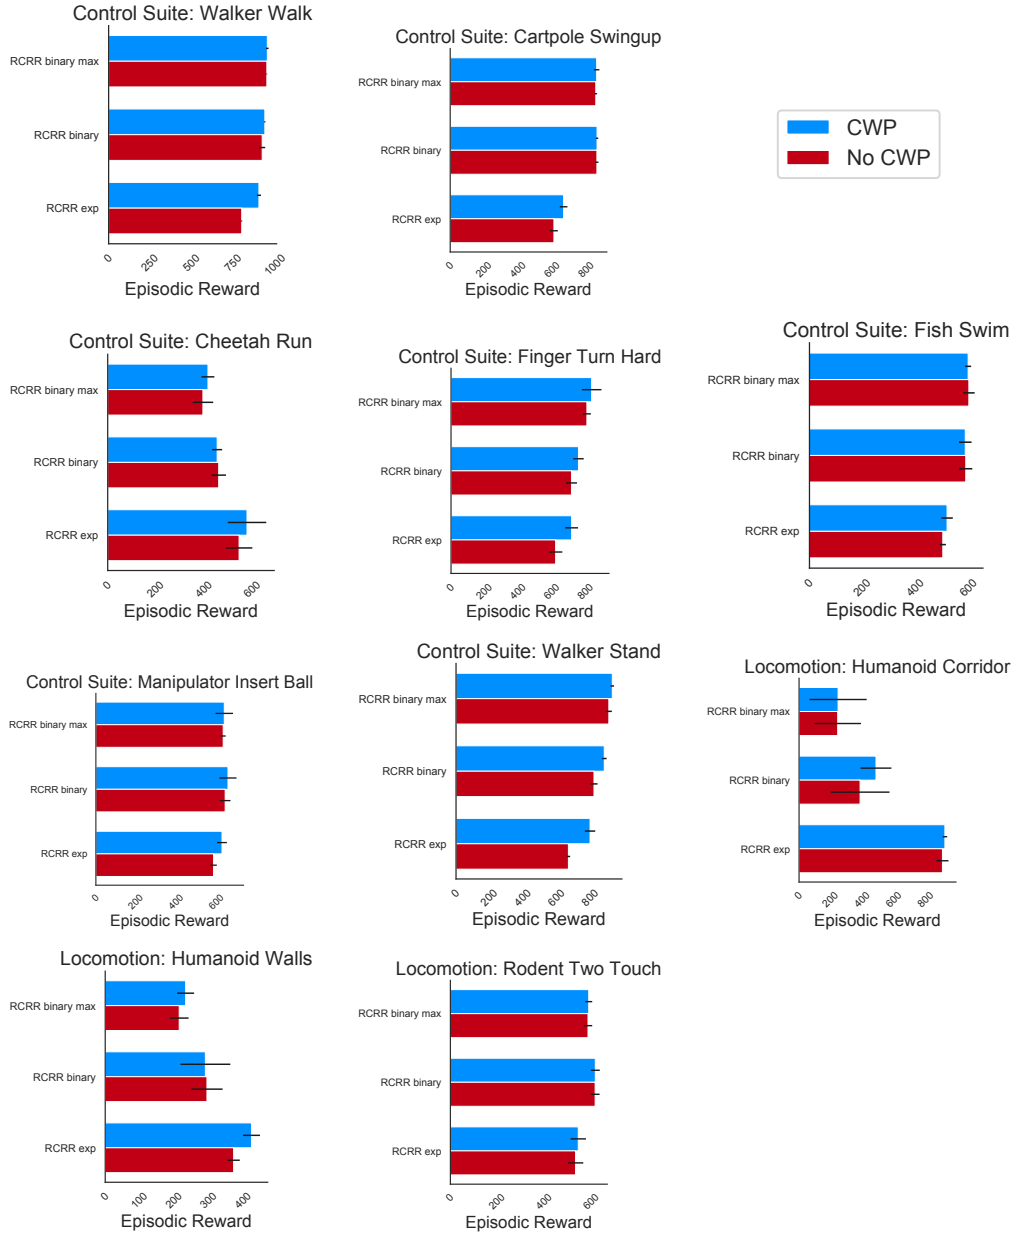 Control Suite: Walker Walk
RCRR binary max
RCRR binary
RCRR exp
0
250
500
750
1000
Episodic Reward
Control Suite: Cartpole Swingup
RCRR binary max
RCRR binary
RCRR exp
0
200
400
600
800
Episodic Reward
CWP
No CWP
Control Suite: Cheetah Run
RCRR binary max
RCRR binary
RCRR exp
0
200
400
600
Episodic Reward
Control Suite: Finger Turn Hard
RCRR binary max
RCRR binary
RCRR exp
0
200
400
600
800
Episodic Reward
Control Suite: Fish Swim
RCRR binary max
RCRR binary
RCRR exp
0
200
400
600
Episodic Reward
Control Suite: Manipulator Insert Ball
RCRR binary max
RCRR binary
RCRR exp
0
200
400
600
Episodic Reward
Control Suite: Walker Stand
RCRR binary max
RCRR binary
RCRR exp
0
200
400
600
800
Episodic Reward
Locomotion: Humanoid Corridor
RCRR binary max
RCRR binary
RCRR exp
0
200
400
600
800
Episodic Reward
Locomotion: Humanoid Walls
RCRR binary max
RCRR binary
RCRR exp
0
100
200
300
400
Episodic Reward
Locomotion: Rodent Two Touch
RCRR binary max
RCRR binary
RCRR exp
0
200
400
600
Episodic Reward